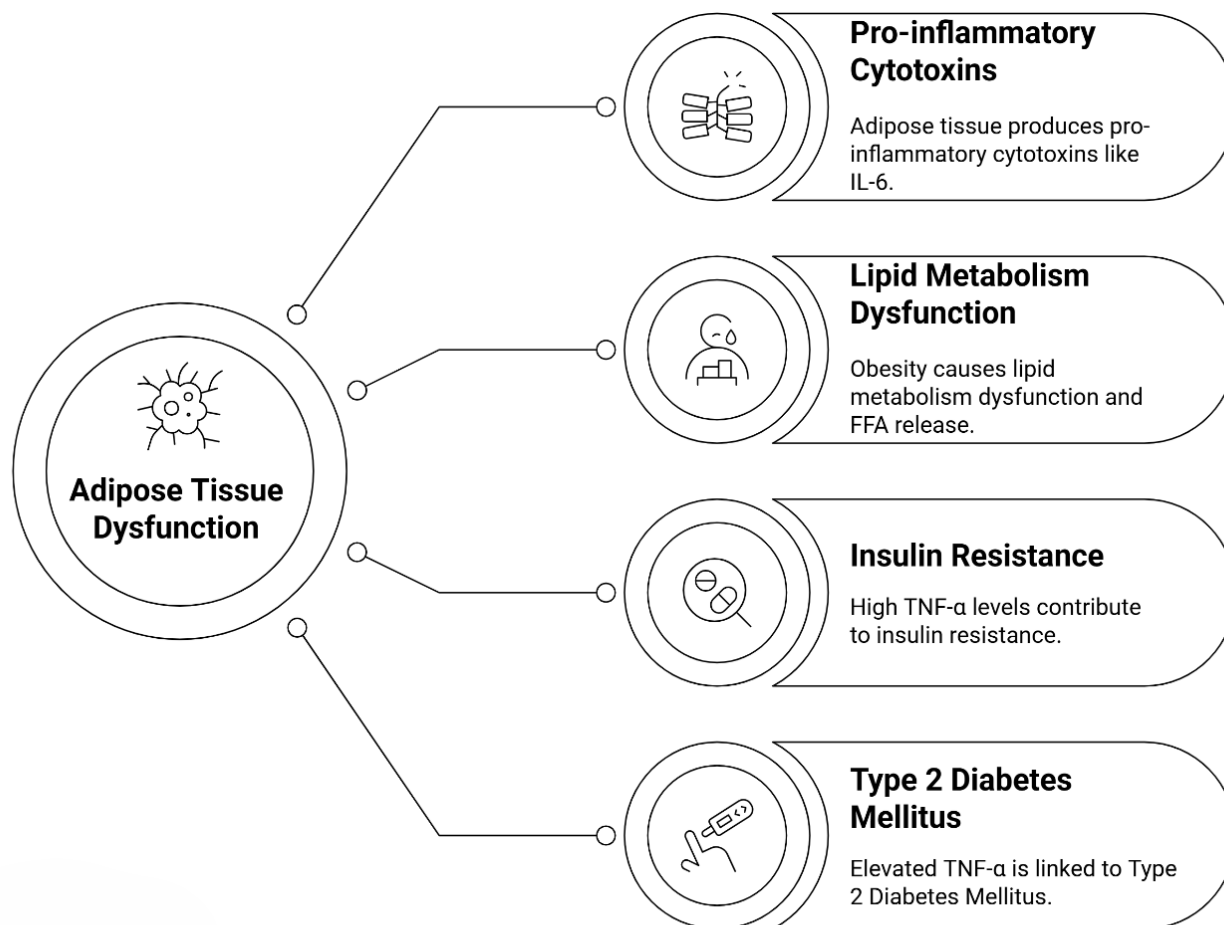 Pro-inflammatory
Cytotoxins
Adipose tissue produces pro-
inflammatory cytotoxins like
IL-6.
Lipid Metabolism
Dysfunction
Obesity causes lipid
metabolism dysfunction and
FFA release.
Adipose Tissue
Dysfunction
Insulin Resistance
High TNF-α levels contribute
to insulin resistance.
Type 2 Diabetes
Mellitus
Elevated TNF-α is linked to Type
2 Diabetes Mellitus.